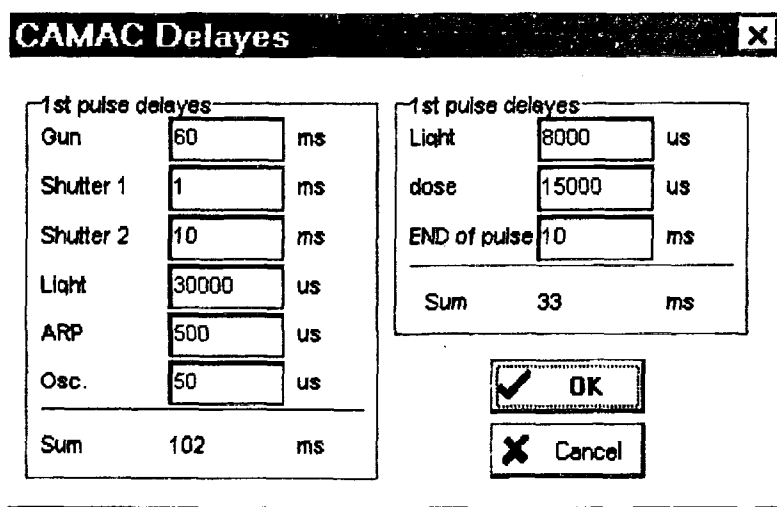 CAMAC Delayes
1st pulse delayes
Gun 60 ms
Shutter 1 1 ms
Shutter 2 10 ms
Light 30000 us
ARP 500 us
Osc. 50 us
Sum 102 ms
1st pulse delayes
Light 8000 us
dose 15000 us
END of pulse 10 ms
Sum 33 ms
OK
Cancel